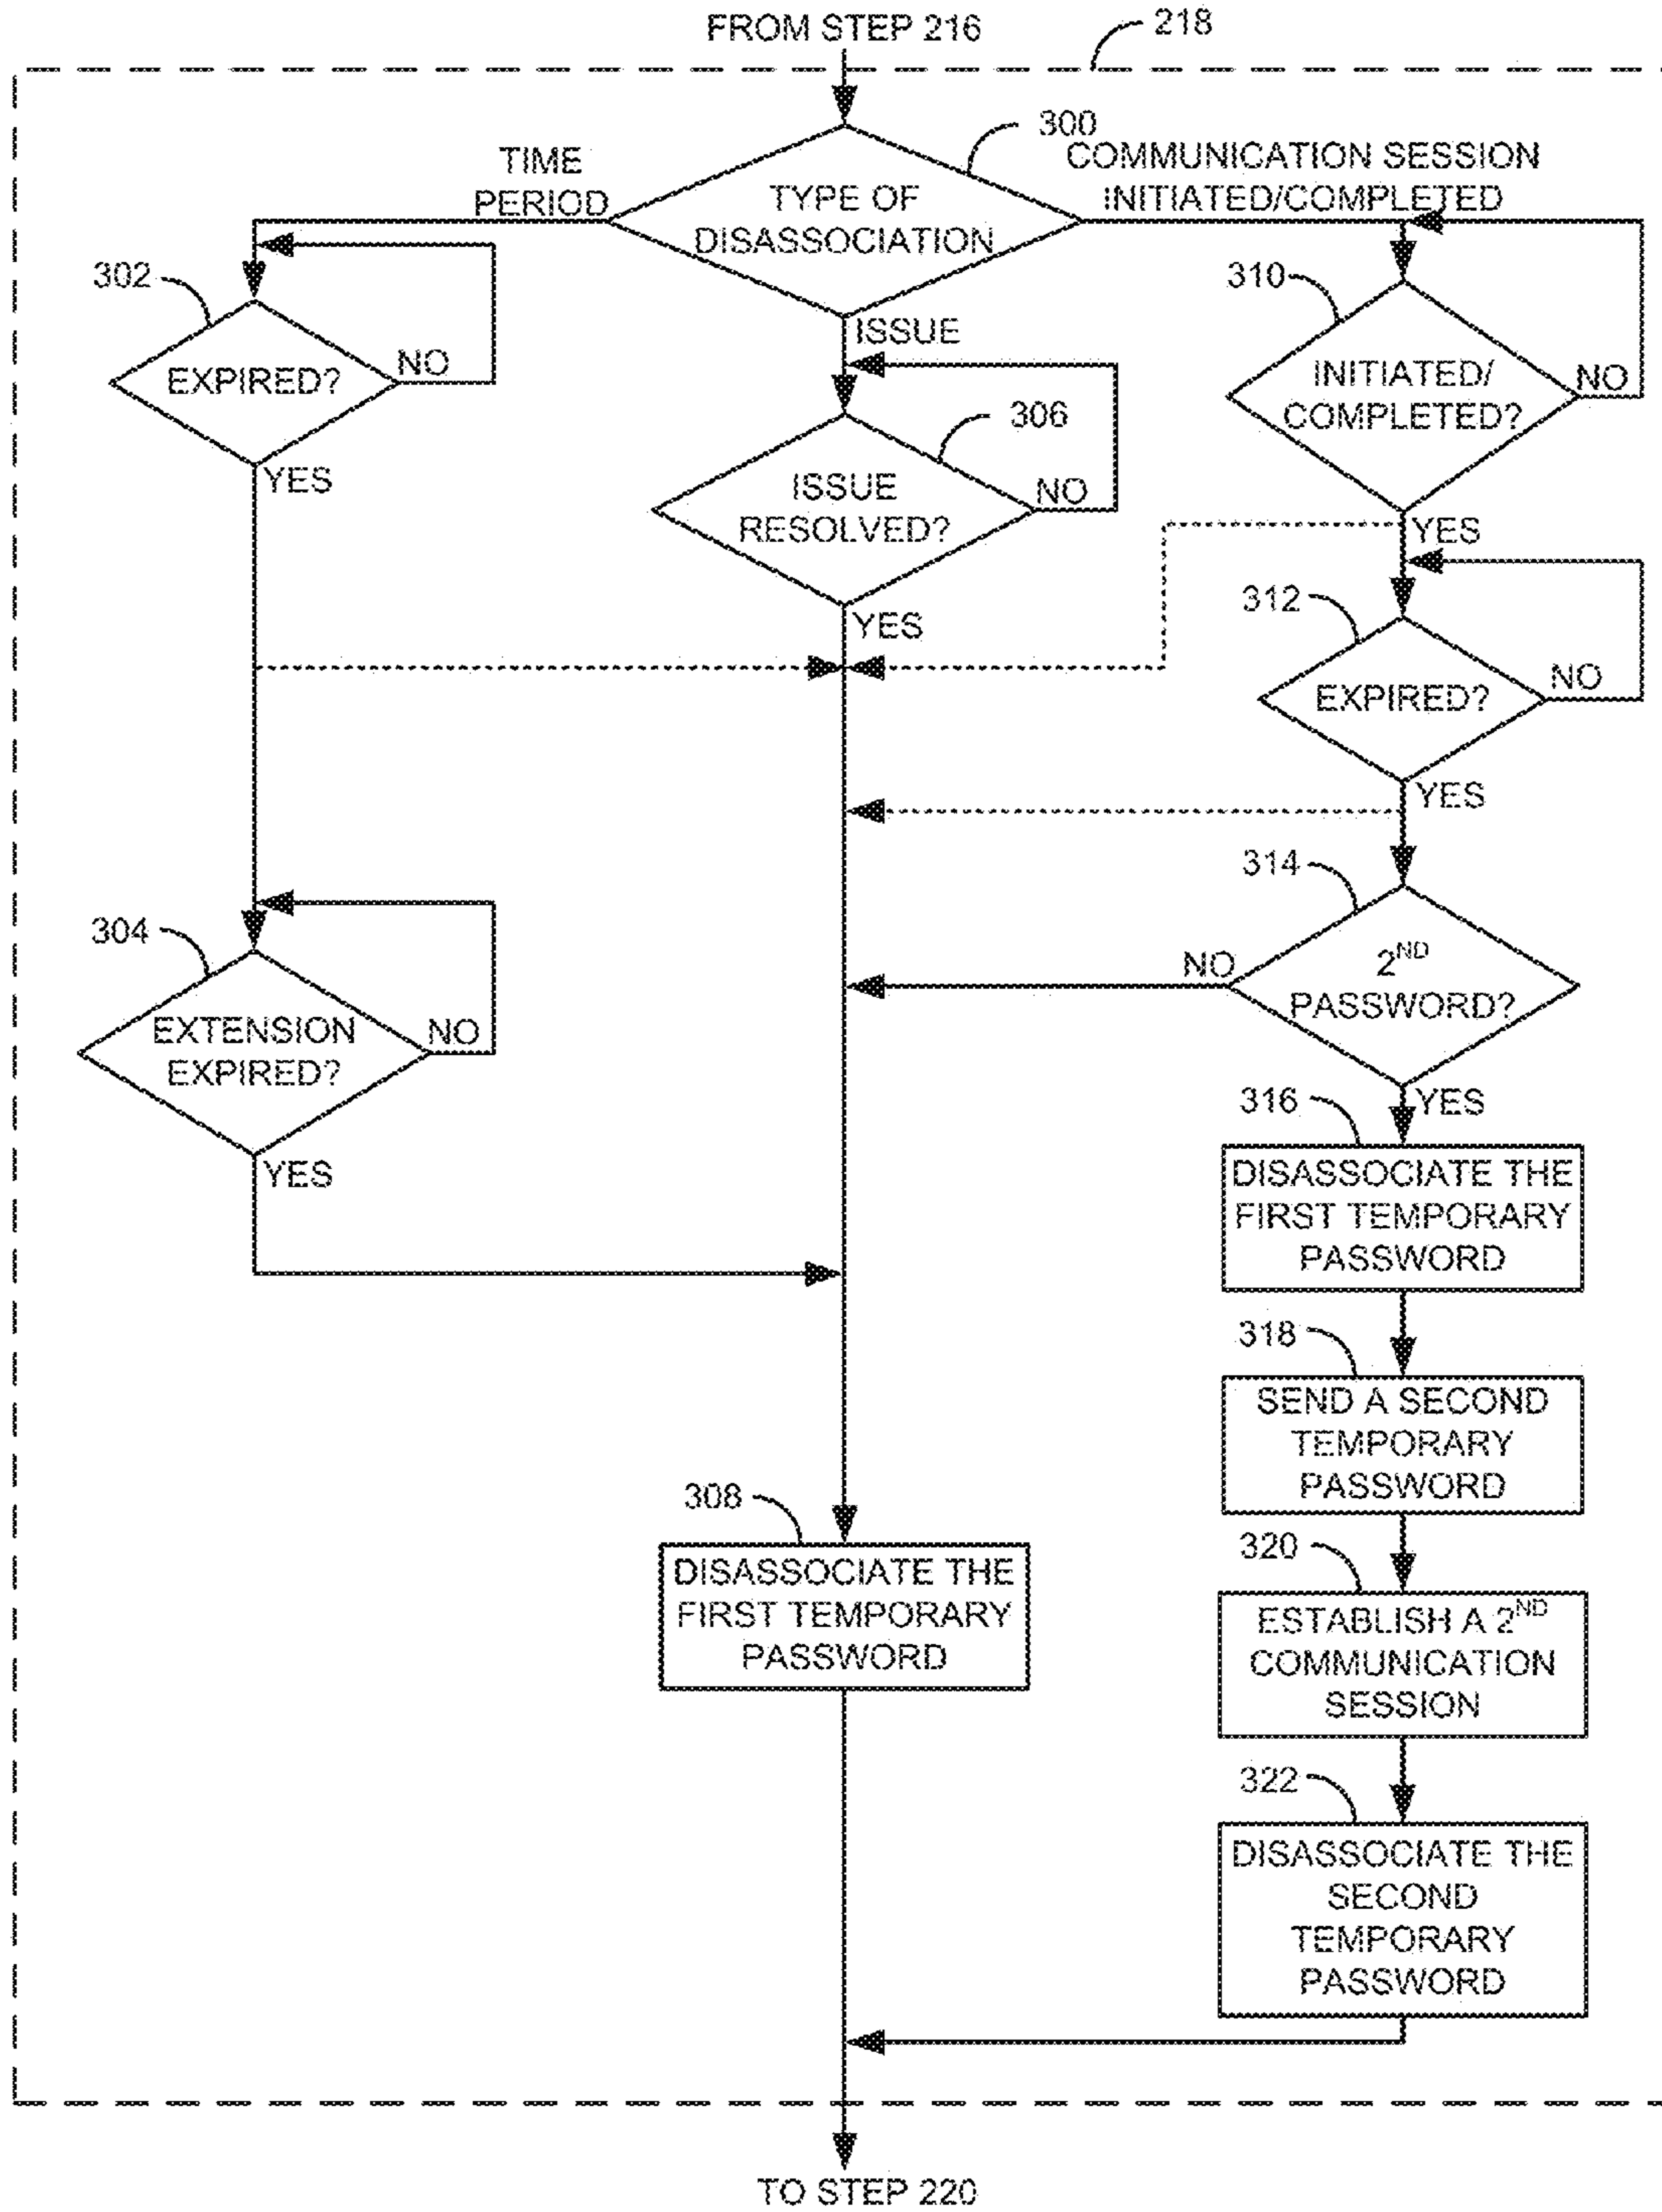 FROM STEP 216
218
300
TYPE OF
DISASSOCIATION
TIME
PERIOD
COMMUNICATION SESSION
INITIATED/COMPLETED
302
EXPIRED?
NO
YES
ISSUE
306
ISSUE
RESOLVED?
NO
YES
310
INITIATED/
COMPLETED?
NO
YES
312
EXPIRED?
NO
YES
304
EXTENSION
EXPIRED?
NO
YES
314
2ND
PASSWORD?
NO
YES
316
DISASSOCIATE THE
FIRST TEMPORARY
PASSWORD
318
SEND A SECOND
TEMPORARY
PASSWORD
308
DISASSOCIATE THE
FIRST TEMPORARY
PASSWORD
320
ESTABLISH A 2ND
COMMUNICATION
SESSION
322
DISASSOCIATE THE
SECOND
TEMPORARY
PASSWORD
TO STEP 220